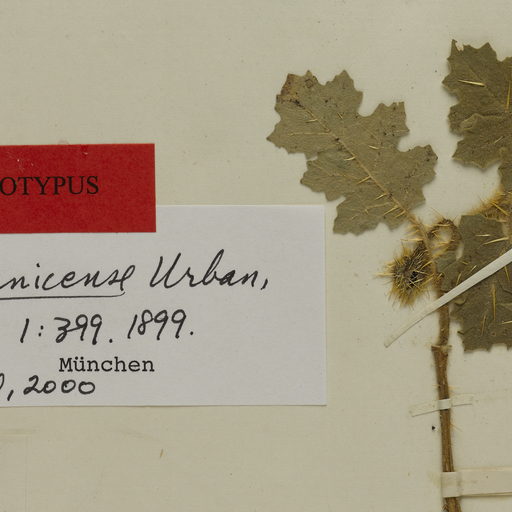 OTYPUS
nicense Urban,
1:399. 1899.
München
, 2000